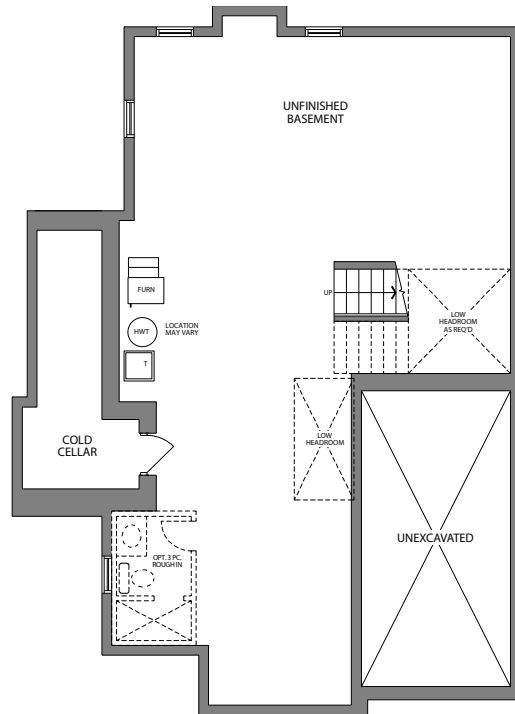 UNFINISHED
BASEMENT
FURN
UP
HWT
LOCATION
MAY VARY
LOW
HEADROOM
AS REQ'D
T
LOW
HEADROOM
COLD
CELLAR
UNEXCAVATED
OPT. 3 PC.
ROUGH IN